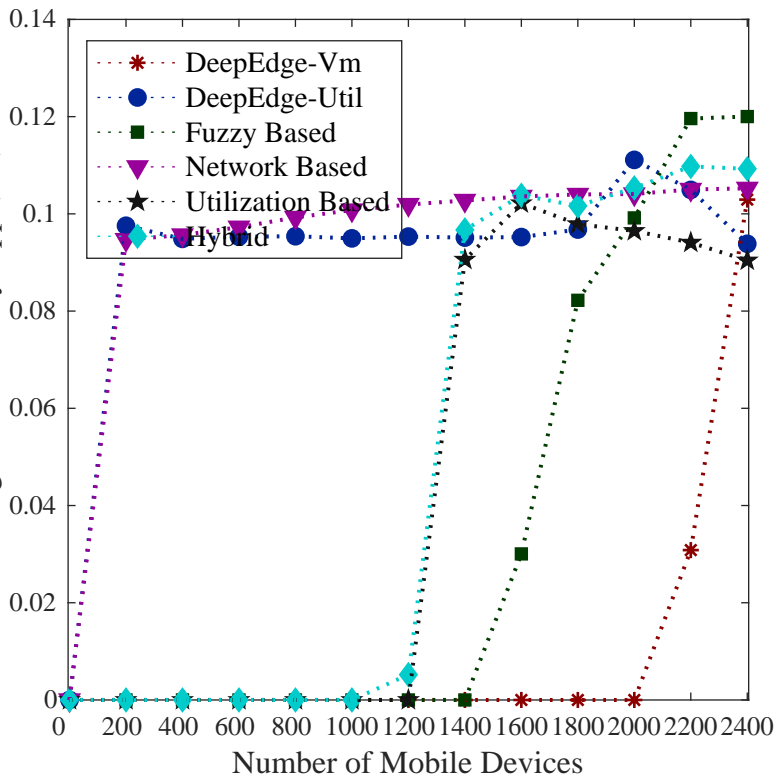 0.14
0.12
0.1
0.08
0.06
0.04
0.02
0
DeepEdge-Vm
DeepEdge-Util
Fuzzy Based
Network Based
Utilization Based
Hybrid
0 200 400 600 800 1000 1200 1400 1600 1800 2000 2200 2400
Number of Mobile Devices